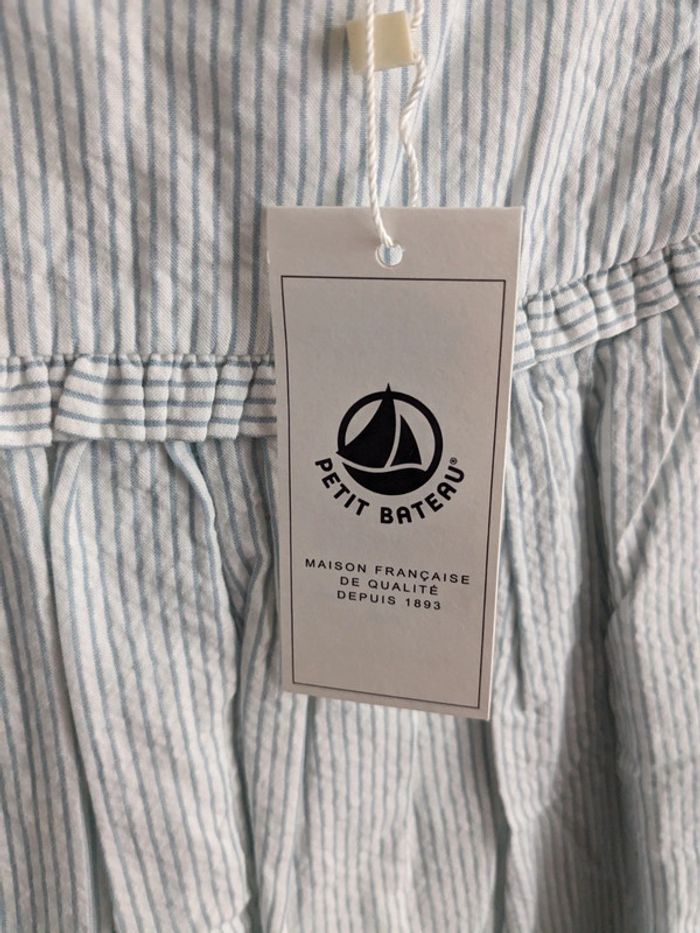 PETIT BATEAU®
MAISON FRANÇAISE
DE QUALITÉ
DEPUIS 1893